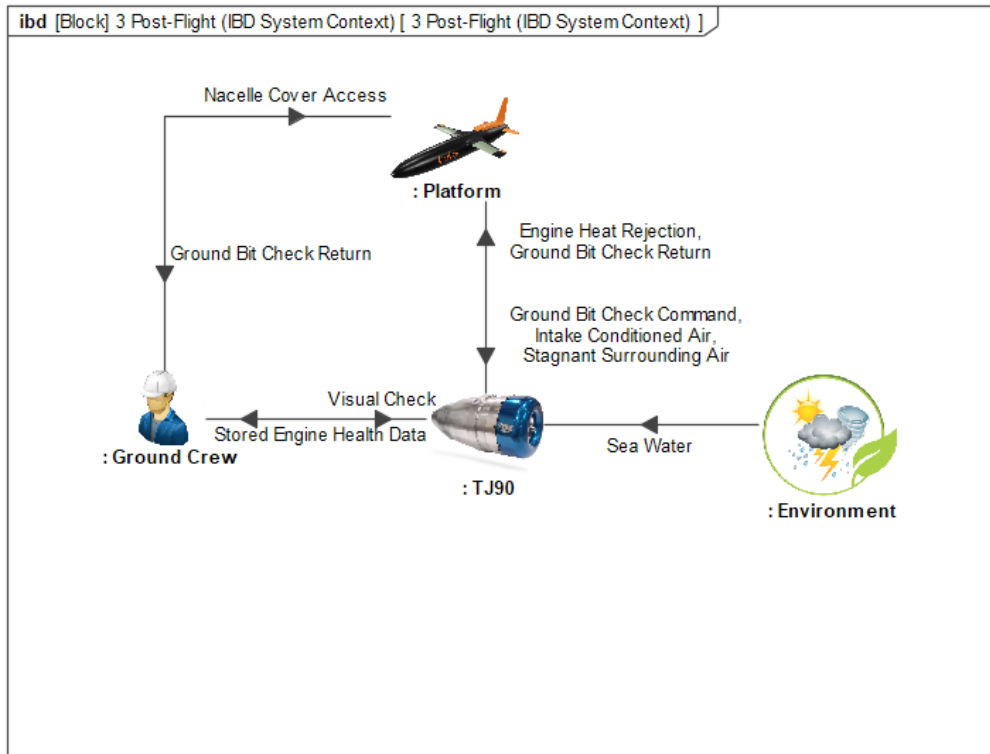 ibd [Block] 3 Post-Flight (IBD System Context) [ 3 Post-Flight (IBD System Context) ]
Nacelle Cover Access
: Platform
Engine Heat Rejection,
Ground Bit Check Return
Ground Bit Check Return
Ground Bit Check Command,
Intake Conditioned Air,
Stagnant Surrounding Air
Visual Check
Stored Engine Health Data
: Ground Crew
Sea Water
: TJ90
: Environment